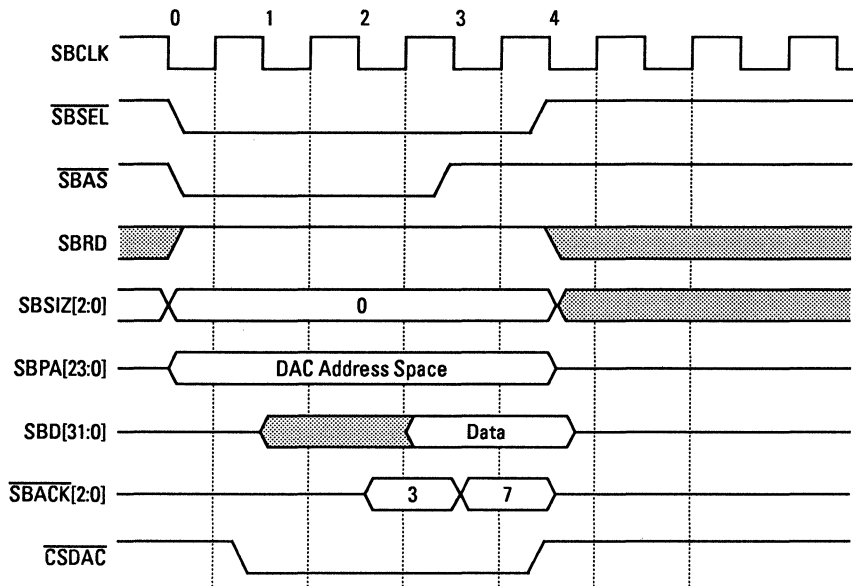 0 1 2 3 4
SBCLK
SBSEL
SBAS
SBRD
SBSIZ[2:0] 0
SBPA[23:0] DAC Address Space
SBD[31:0] Data
SBACK[2:0] 3 7
CSDAC